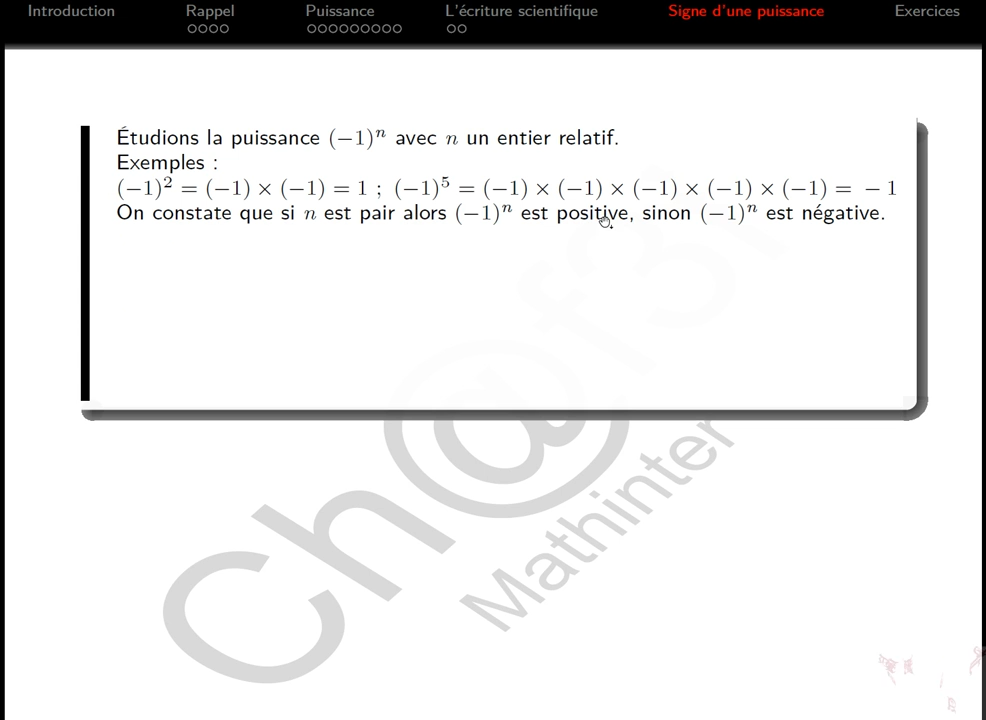 Introduction Rappel Puissance L'écriture scientifique Signe d'une puissance Exercices
Étudions la puissance (−1)ⁿ avec n un entier relatif.
Exemples :
(−1)² = (−1) × (−1) = 1 ; (−1)⁵ = (−1) × (−1) × (−1) × (−1) × (−1) = −1
On constate que si n est pair alors (−1)ⁿ est positive, sinon (−1)ⁿ est négative.
Ch@f3i
Mathinter